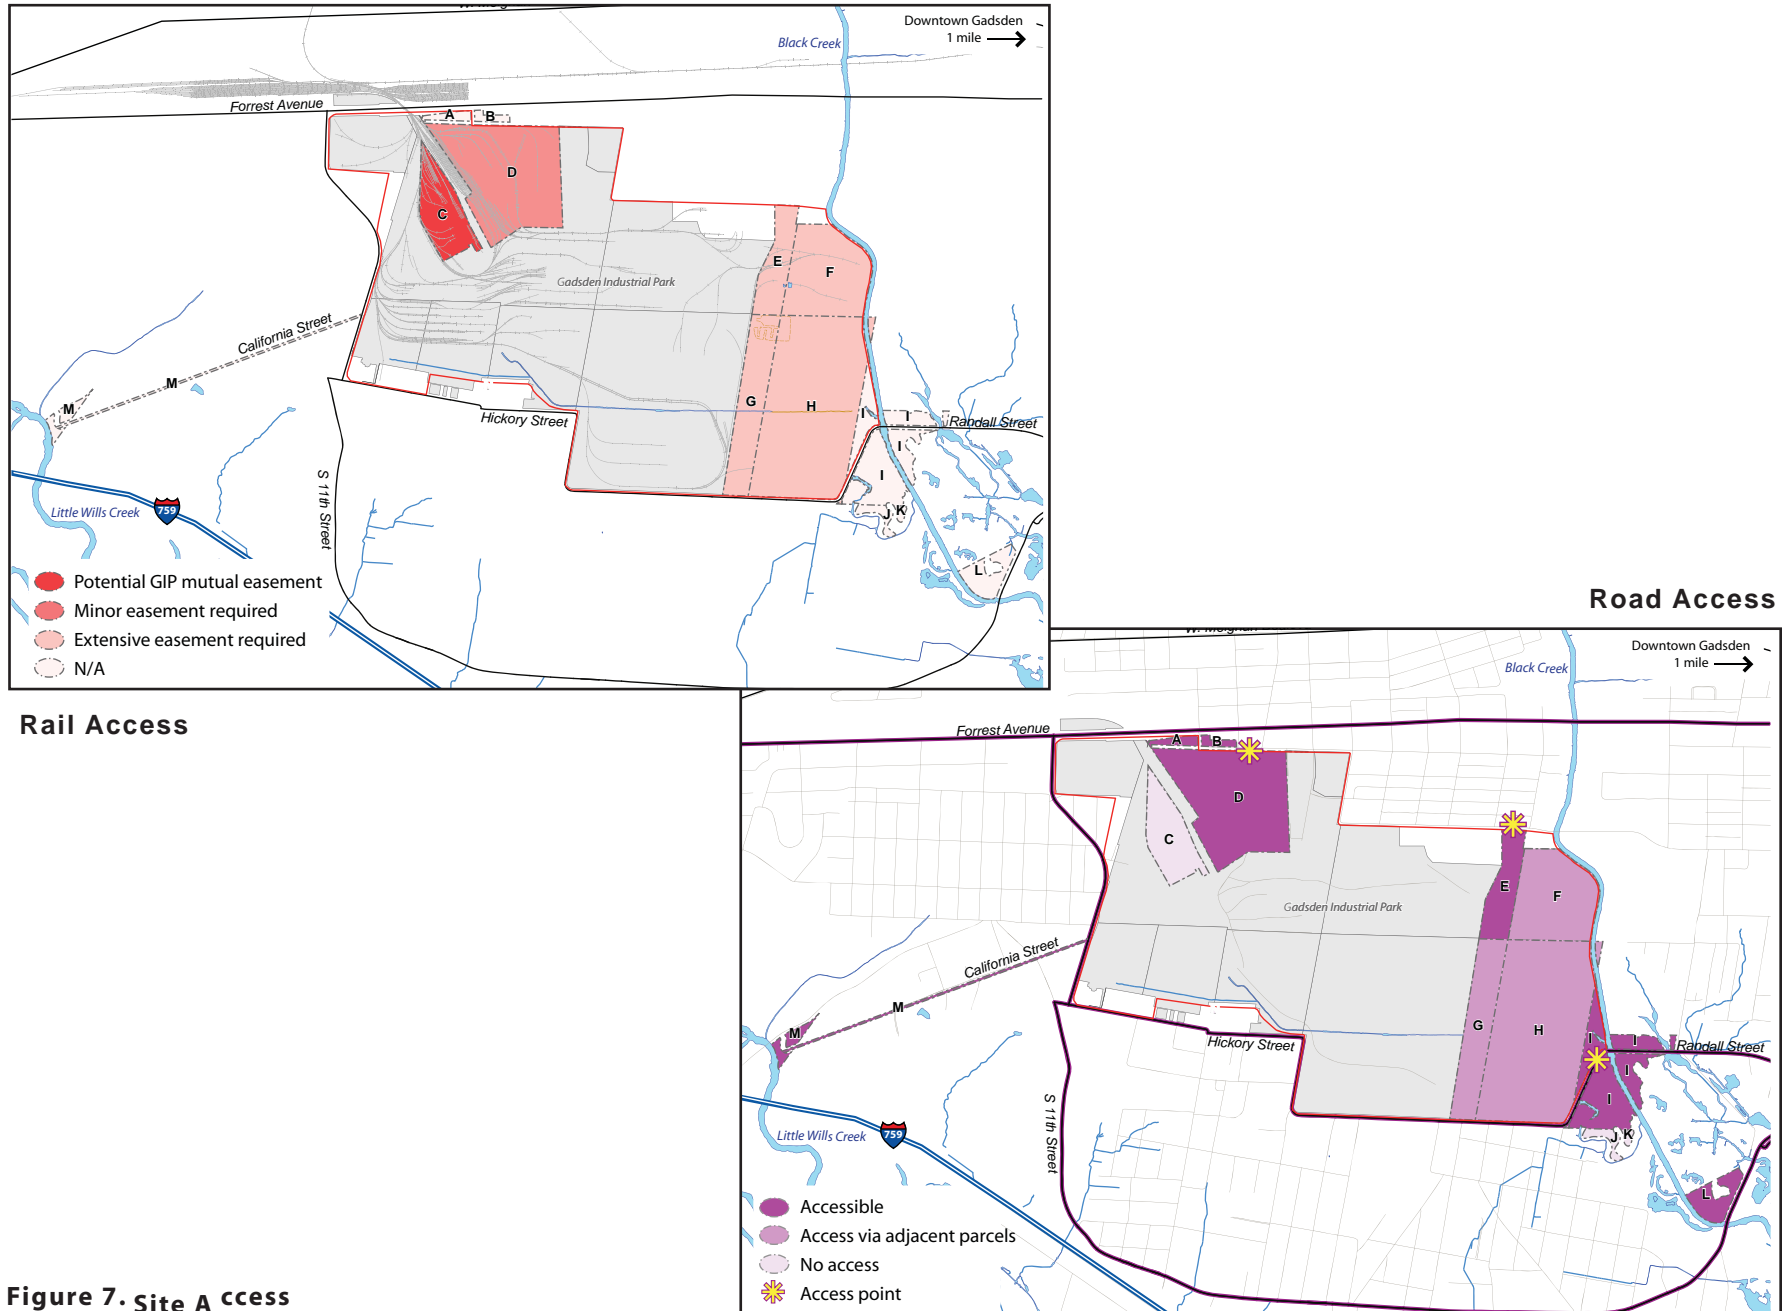 Downtown Gadsden
1 mile
Black Creek
Forrest Avenue
A
B
D
C
E
F
Gadsden Industrial Park
California Street
M
M
G
H
I
I
Randall Street
Hickory Street
I
I
J
K
S 11th Street
759
Little Wills Creek
L
Potential GIP mutual easement
Minor easement required
Extensive easement required
N/A
Rail Access
Road Access
Downtown Gadsden
1 mile
Black Creek
Forrest Avenue
A
B
D
C
E
F
Gadsden Industrial Park
California Street
M
M
G
H
I
I
Randall Street
Hickory Street
I
I
J
K
S 11th Street
759
Little Wills Creek
L
Accessible
Access via adjacent parcels
No access
Access point
Figure 7. Site A ccess